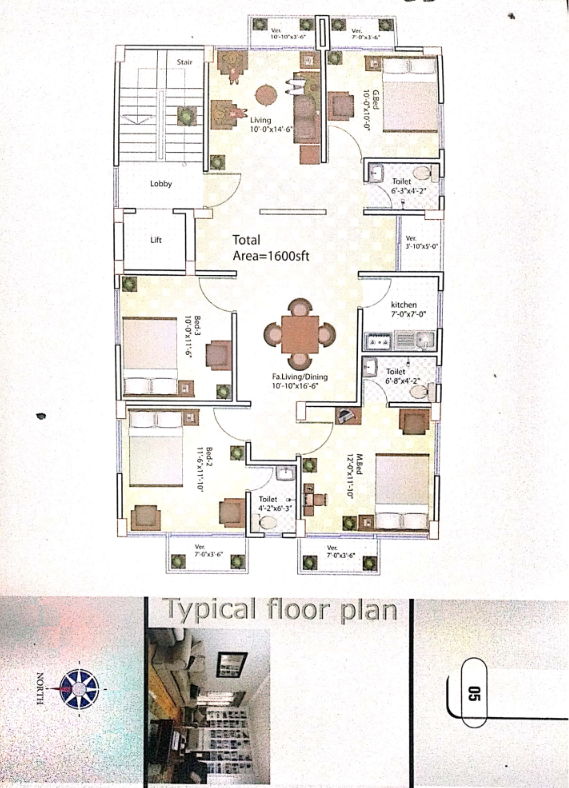 Ver.
10'-10"x3'-6"
Ver.
7'-0"x3'-6"
Stair
Living
10'-0"x14'-6"
G.Bed
10'-0"x10'-0"
Lobby
Toilet
6'-3"x4'-2"
Lift
Total
Area=1600sft
Ver.
3'-10"x5'-0"
kitchen
7'-0"x7'-0"
Bed-3
10'-0"x11'-6"
Fa.Living/Dining
10'-10"x16'-6"
Toilet
6'-8"x4'-2"
Bed-2
11'-6"x11'-10"
M.Bed
12'-0"x11'-10"
Toilet
4'-2"x6'-3"
Ver.
7'-0"x3'-6"
Ver.
7'-0"x3'-6"
Typical floor plan
NORTH
05